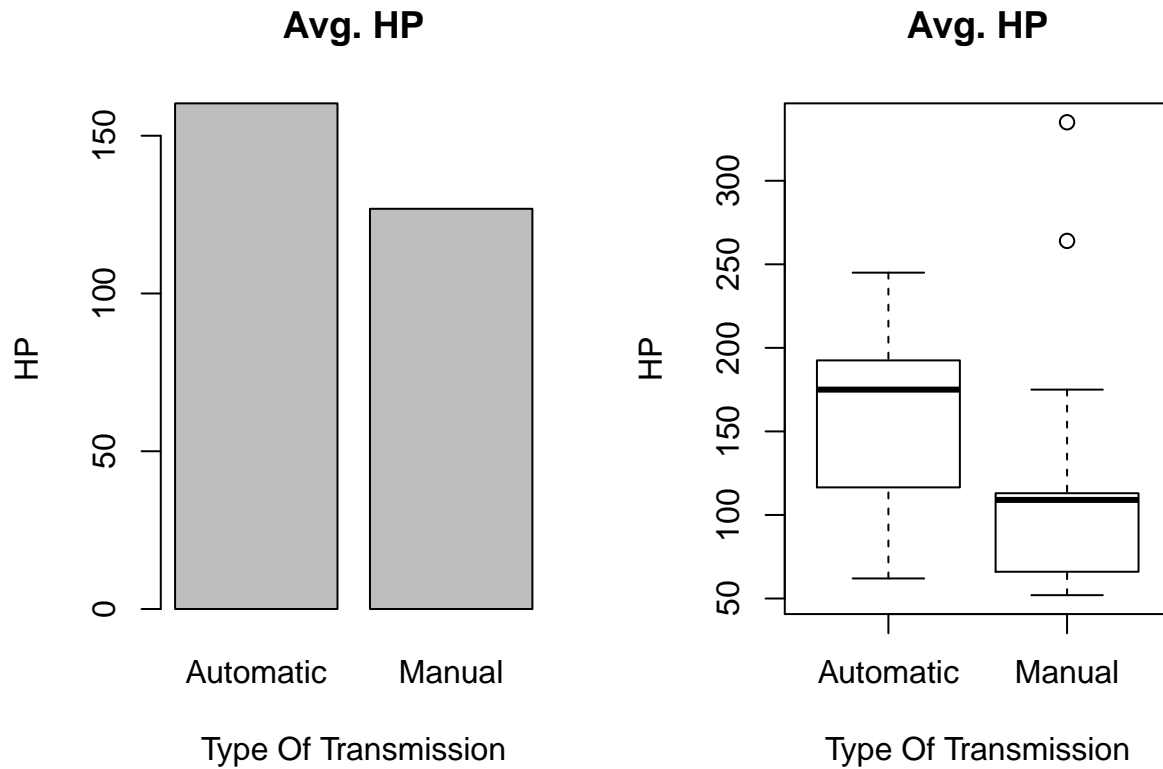 Avg. HP
HP
150
100
50
0
Automatic Manual
Type Of Transmission
Avg. HP
HP
300
250
200
150
100
50
Automatic Manual
Type Of Transmission